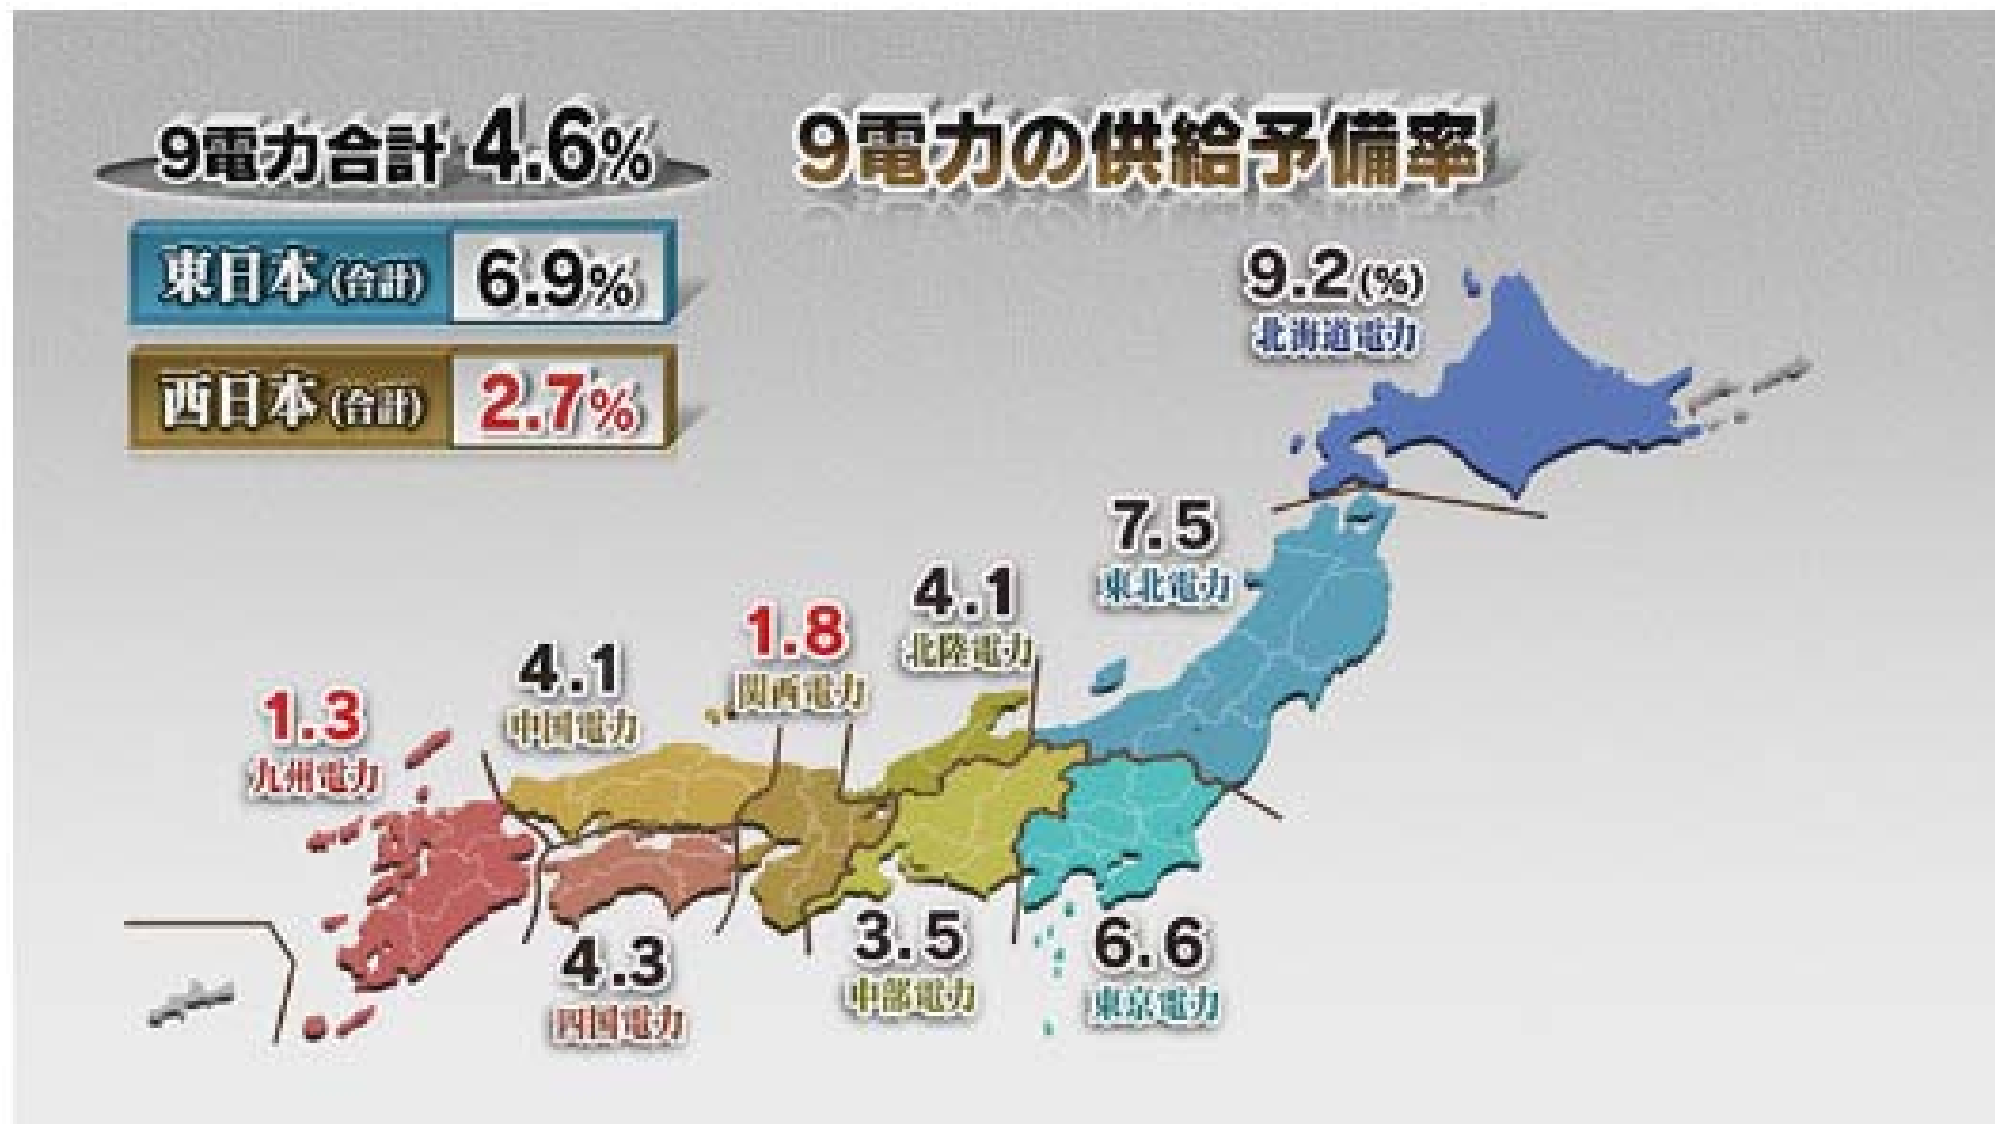 9電力の供給予備率
9電力合計 4.6%
東日本(合計) 6.9%
西日本(合計) 2.7%
9.2(%)
北海道電力
7.5
東北電力
4.1
北陸電力
1.8
関西電力
4.1
中国電力
1.3
九州電力
4.3
四国電力
3.5
中部電力
6.6
東京電力